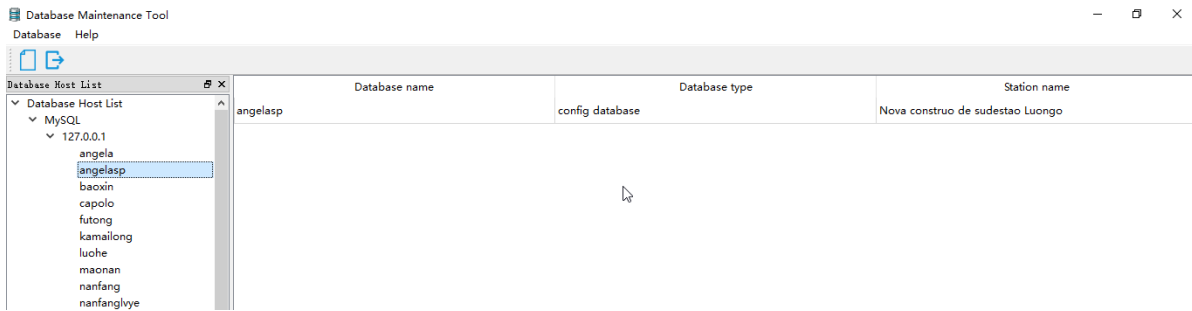 Database Maintenance Tool
Database Help
Database Host List
Database name Database type Station name
Database Host List
angelasp config database Nova construo de sudestao Luongo
MySQL
127.0.0.1
angela
angelasp
baoxin
capolo
futong
kamailong
luohe
maonan
nanfang
nanfanglvye